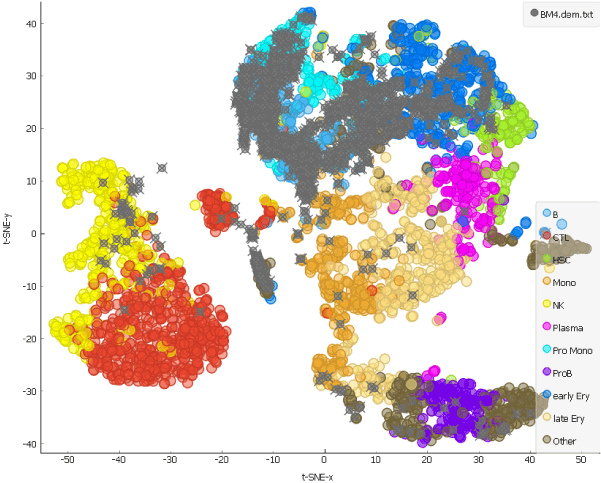 40
BM4.dem.txt
30
20
10
B
0
CTL
HSC
t-SNE-y
-10
Mono
NK
Plasma
-20
Pro Mono
ProB
-30
early Ery
late Ery
-40
Other
-50 -40 -30 -20 -10 0 10 20 30 40 50
t-SNE-x